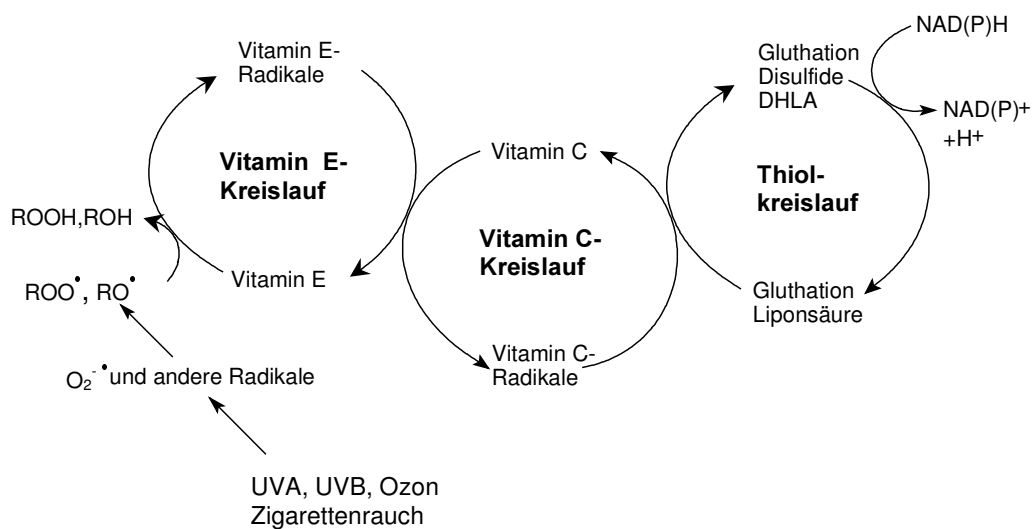 Vitamin E-
Radikale
Vitamin E-
Kreislauf
ROOH,ROH
Vitamin E
ROO•, RO•
O₂⁻•und andere Radikale
UVA, UVB, Ozon
Zigarettenrauch
Vitamin C
Vitamin C-
Kreislauf
Vitamin C-
Radikale
Gluthation
Disulfide
DHLA
NAD(P)H
NAD(P)+
+H+
Thiol-
kreislauf
Gluthation
Liponsäure